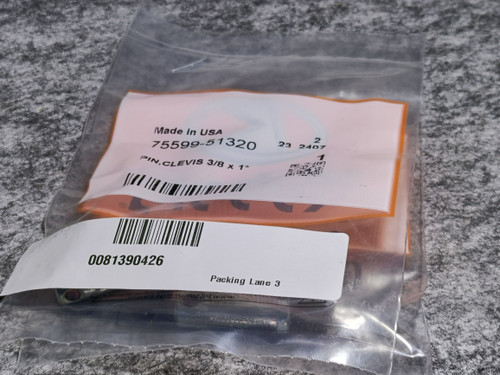 Made in USA
75599-51320
2
23 2407
PIN,CLEVIS 3/8 x 1"
1
0081390426
Packing Lane 3